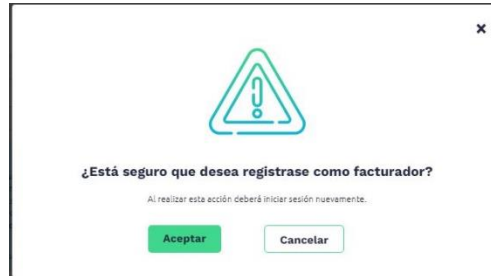 ¿Está seguro que desea registrase como facturador?
Al realizar esta acción deberá iniciar sesión nuevamente.
Aceptar
Cancelar